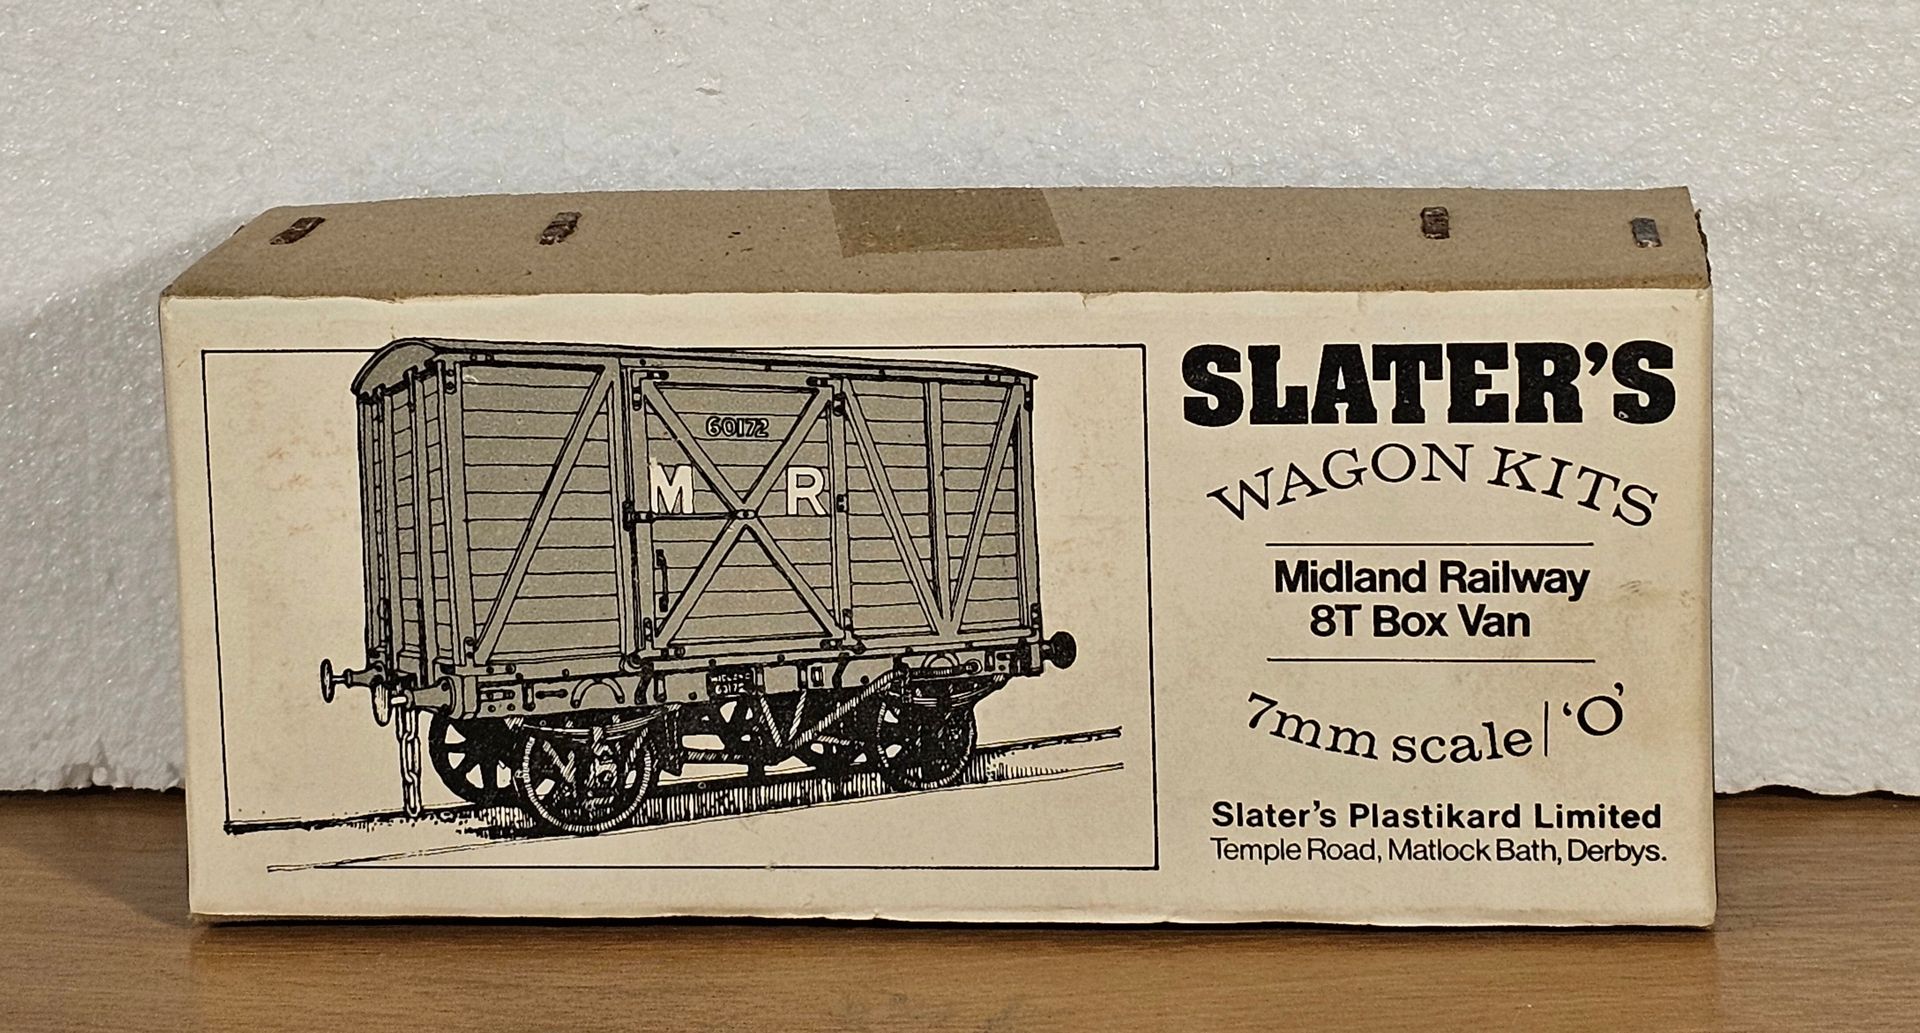 60172
M R
60172
SLATER'S
WAGON KITS
Midland Railway
8T Box Van
7mm scale | 'O'
Slater's Plastikard Limited
Temple Road, Matlock Bath, Derbys.